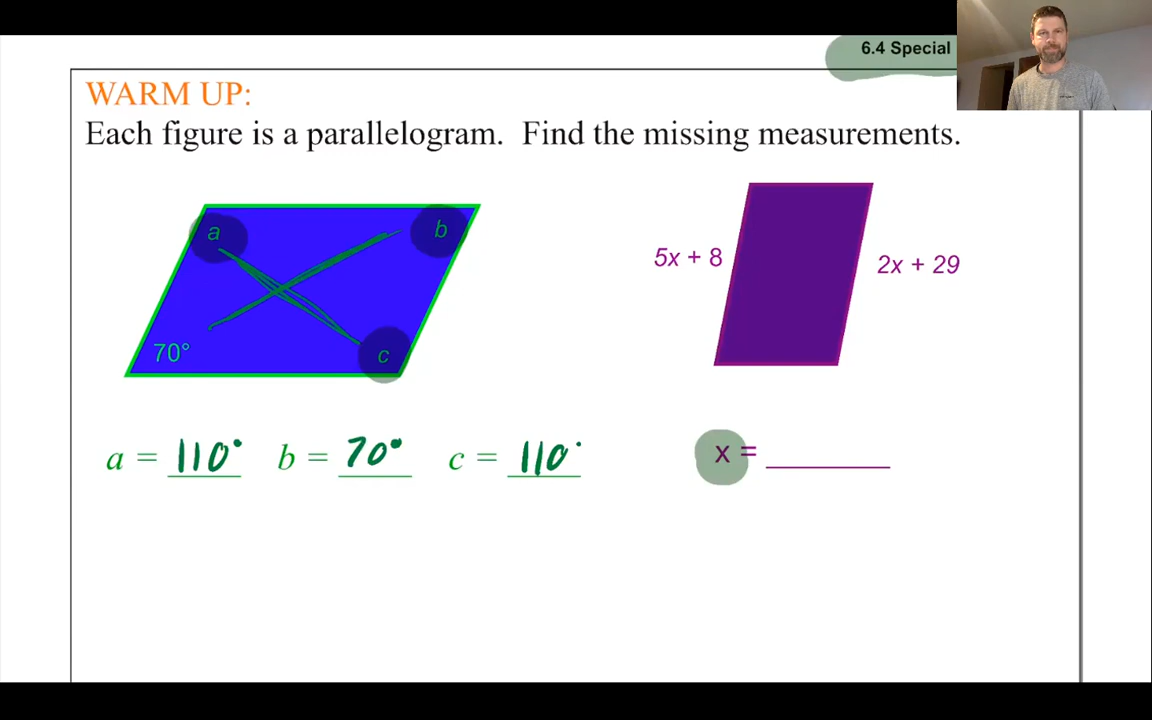 6.4 Special
WARM UP:
Each figure is a parallelogram. Find the missing measurements.
a
b
70°
c
5x + 8
2x + 29
a = 110° b = 70° c = 110°
x = ________